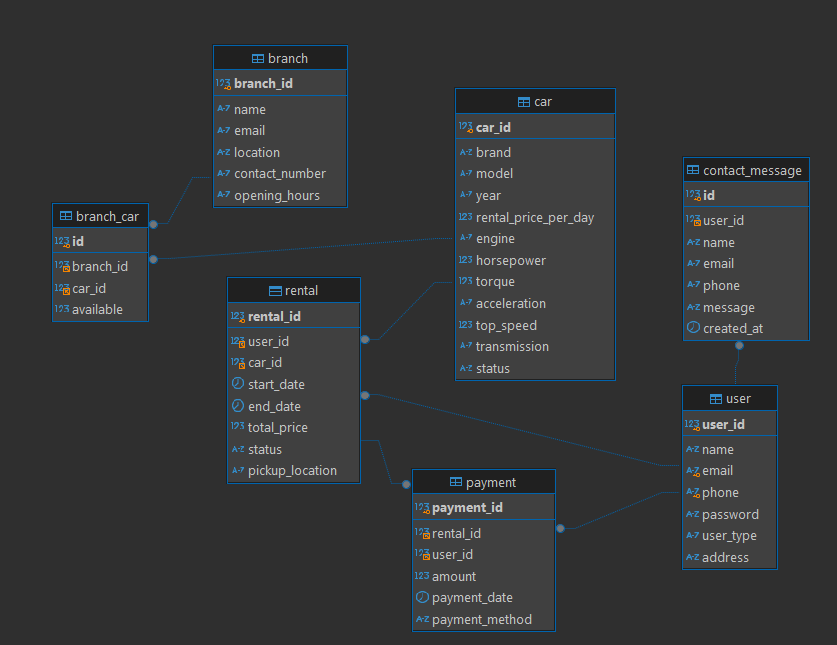 branch
branch_id
name
email
location
contact_number
opening_hours
car
car_id
brand
model
year
rental_price_per_day
engine
horsepower
torque
acceleration
top_speed
transmission
status
contact_message
id
user_id
name
email
phone
message
created_at
branch_car
id
branch_id
car_id
available
rental
rental_id
user_id
car_id
start_date
end_date
total_price
status
pickup_location
user
user_id
name
email
phone
password
user_type
address
payment
payment_id
rental_id
user_id
amount
payment_date
payment_method